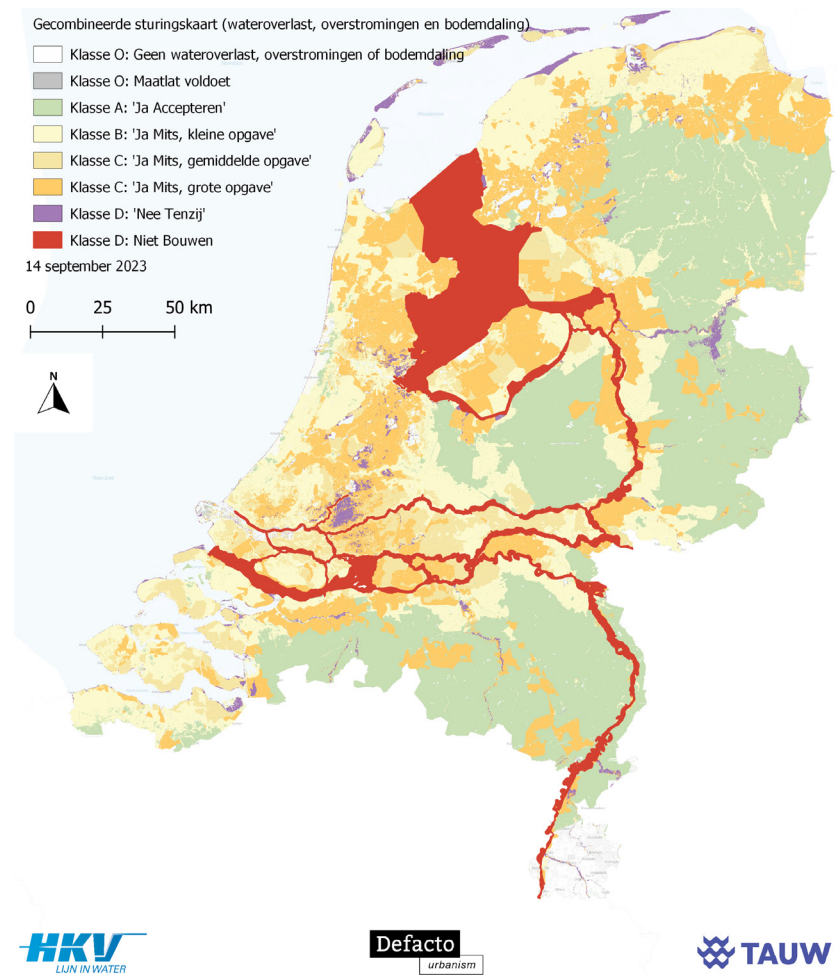 Gecombineerde sturingskaart (wateroverlast, overstromingen en bodemdaling)
Klasse O: Geen wateroverlast, overstromingen of bodemdaling
Klasse O: Maatlat voldoet
Klasse A: 'Ja Accepteren'
Klasse B: 'Ja Mits, kleine opgave'
Klasse C: 'Ja Mits, gemiddelde opgave'
Klasse C: 'Ja Mits, grote opgave'
Klasse D: 'Nee Tenzij'
Klasse D: Niet Bouwen
14 september 2023
0 25 50 km
N
HKV
LIJN IN WATER
Defacto
urbanism
TAUW